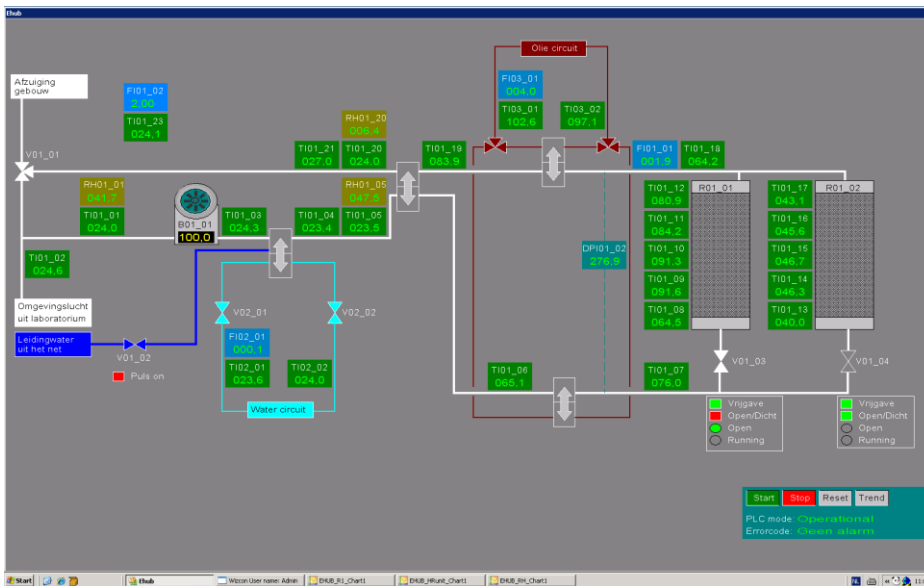 Ehub
Olie circuit
Afzuiging
gebouw
FI01_02
2,00
TI01_23
024,1
FI03_01
004,0
TI03_01
102,6
TI03_02
097,1
RH01_20
006,4
V01_01
TI01_21
027,0
TI01_20
024,0
TI01_19
083,9
FI01_01
001,9
TI01_18
064,2
RH01_01
041,7
TI01_01
024,0
B01_01
100,0
TI01_03
024,3
TI01_04
023,4
RH01_05
047,5
TI01_05
023,5
TI01_12
080,9
TI01_11
084,2
TI01_10
091,3
TI01_09
091,6
TI01_08
064,5
R01_01
TI01_17
043,1
TI01_16
045,6
TI01_15
046,7
TI01_14
046,3
TI01_13
040,0
R01_02
TI01_02
024,6
DPI01_02
276,9
Omgevingslucht
uit laboratorium
Leidingwater
uit het net
V01_02
Puls on
V02_01
V02_02
FI02_01
000,1
TI02_01
023,6
TI02_02
024,0
Water circuit
TI01_06
065,1
TI01_07
076,0
V01_03
V01_04
Vrijgave
Open/Dicht
Open
Running
Vrijgave
Open/Dicht
Open
Running
Start
Stop
Reset
Trend
PLC mode: Operational
Errorcode: Geen alarm
Start
Ehub
Wizcon User name: Admin
EHUB_R1_Chart1
EHUB_HRunit_Chart1
EHUB_RH_Chart1
NL